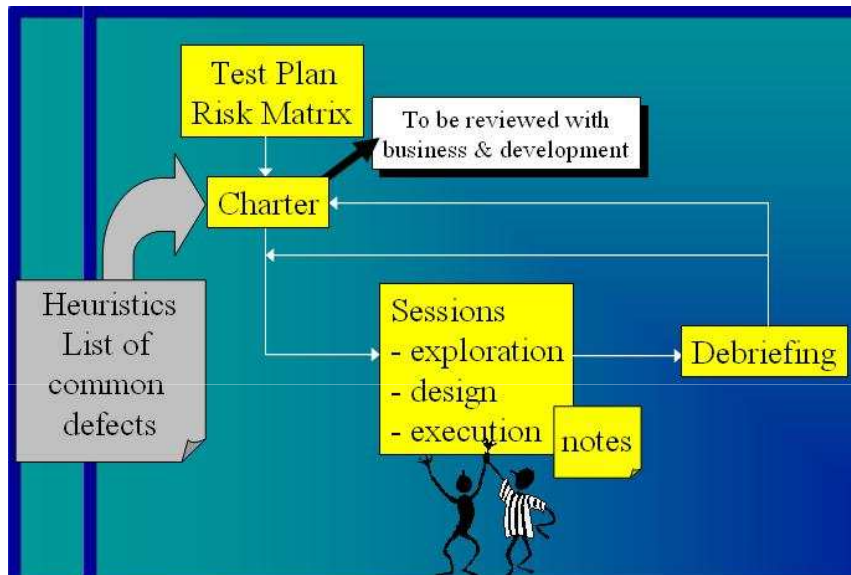 Test Plan
Risk Matrix
To be reviewed with
business & development
Charter
Heuristics
List of
common
defects
Sessions
- exploration
- design
- execution
notes
Debriefing